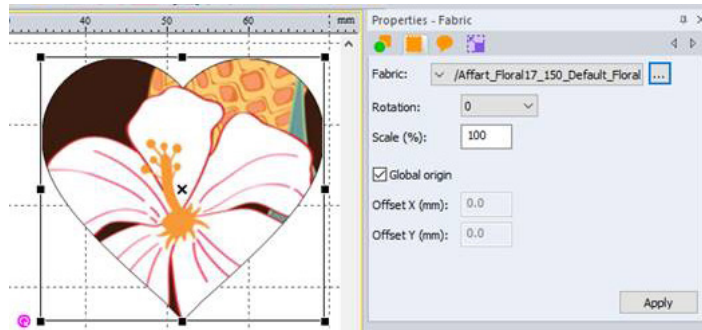 40 50 60 mm
Properties - Fabric
Fabric: /Affart_Floral17_150_Default_Floral ...
Rotation: 0
Scale (%): 100
Global origin
Offset X (mm): 0.0
Offset Y (mm): 0.0
Apply